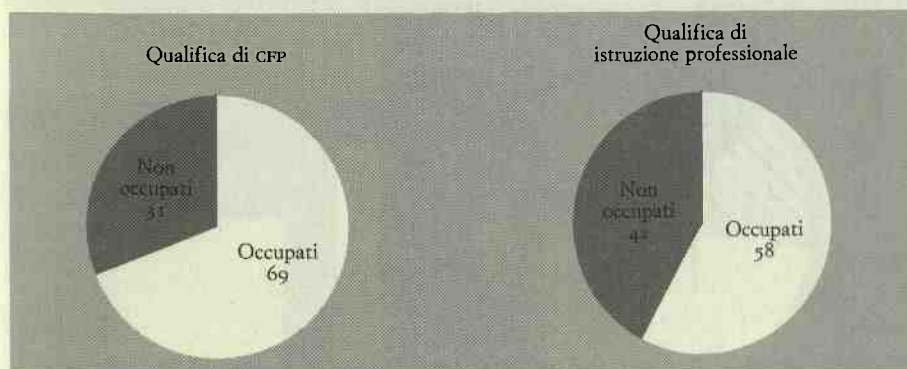 Qualifica di CFP
Non
occupati
31
Occupati
69
Qualifica di
istruzione professionale
Non
occupati
42
Occupati
58